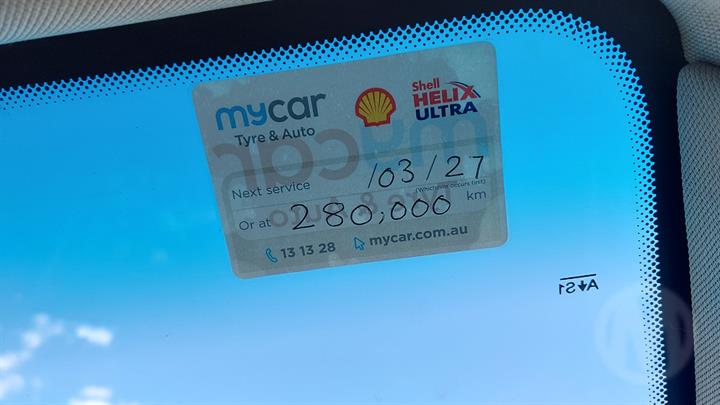 mycar
Tyre & Auto
Shell
HELIX
ULTRA
Next service /03/27
(Whichever occurs first)
Or at 280,000 km
13 13 28 mycar.com.au
A↓S1